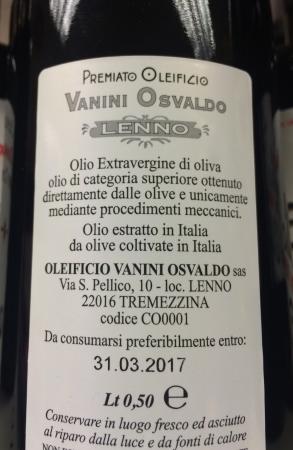 Premiato Oleificio
Vanini Osvaldo
LENNO
Olio Extravergine di oliva
olio di categoria superiore ottenuto
direttamente dalle olive e unicamente
mediante procedimenti meccanici.
Olio estratto in Italia
da olive coltivate in Italia
OLEIFICIO VANINI OSVALDO sas
Via S. Pellico, 10 - loc. LENNO
22016 TREMEZZINA
codice CO0001
Da consumarsi preferibilmente entro:
31.03.2017
Lt 0,50 ℮
Conservare in luogo fresco ed asciutto
al riparo dalla luce e da fonti di calore